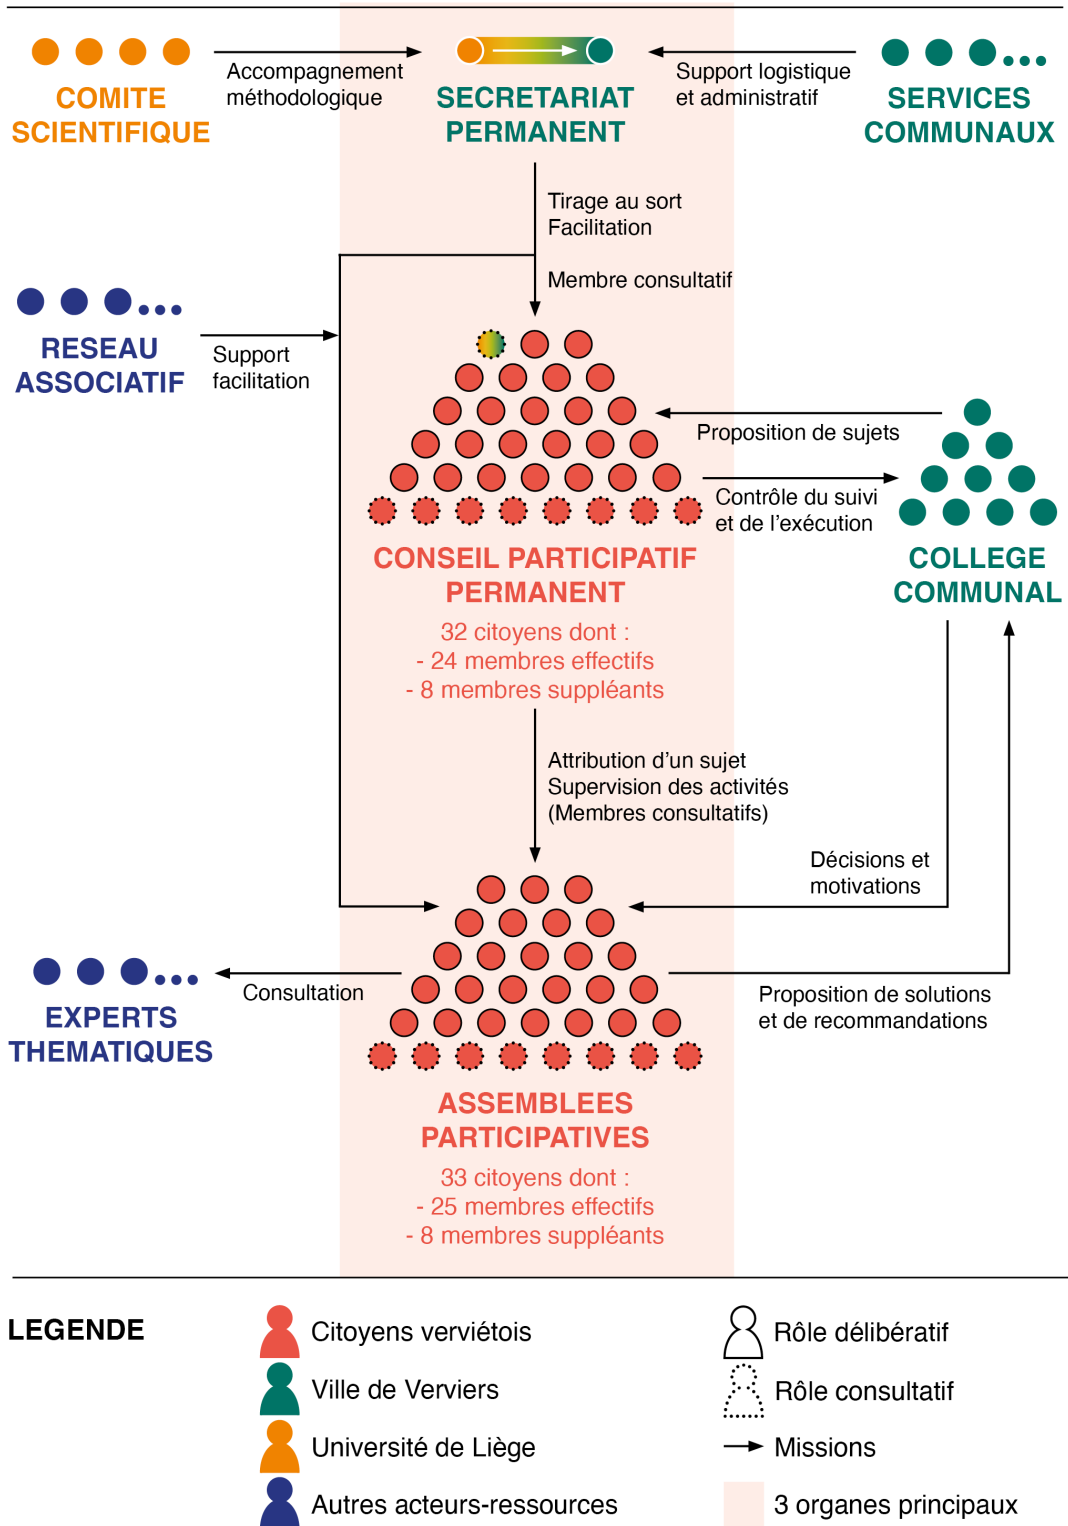 Accompagnement
méthodologique
Support logistique
et administratif
COMITE
SCIENTIFIQUE
SECRETARIAT
PERMANENT
SERVICES
COMMUNAUX
Tirage au sort
Facilitation
Membre consultatif
RESEAU
ASSOCIATIF
Support
facilitation
Proposition de sujets
Contrôle du suivi
et de l'exécution
CONSEIL PARTICIPATIF
PERMANENT
32 citoyens dont :
- 24 membres effectifs
- 8 membres suppléants
COLLEGE
COMMUNAL
Attribution d'un sujet
Supervision des activités
(Membres consultatifs)
Décisions et
motivations
Consultation
EXPERTS
THEMATIQUES
Proposition de solutions
et de recommandations
ASSEMBLEES
PARTICIPATIVES
33 citoyens dont :
- 25 membres effectifs
- 8 membres suppléants
LEGENDE
Citoyens verviétois
Ville de Verviers
Université de Liège
Autres acteurs-ressources
Rôle délibératif
Rôle consultatif
Missions
3 organes principaux